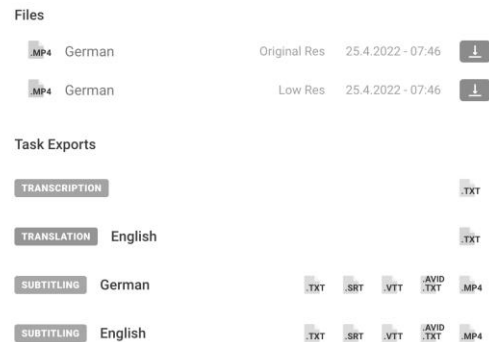 Files
.MP4 German Original Res 25.4.2022 - 07:46
.MP4 German Low Res 25.4.2022 - 07:46
Task Exports
TRANSCRIPTION .TXT
TRANSLATION English .TXT
SUBTITLING German .TXT .SRT .VTT .AVID .TXT .MP4
SUBTITLING English .TXT .SRT .VTT .AVID .TXT .MP4